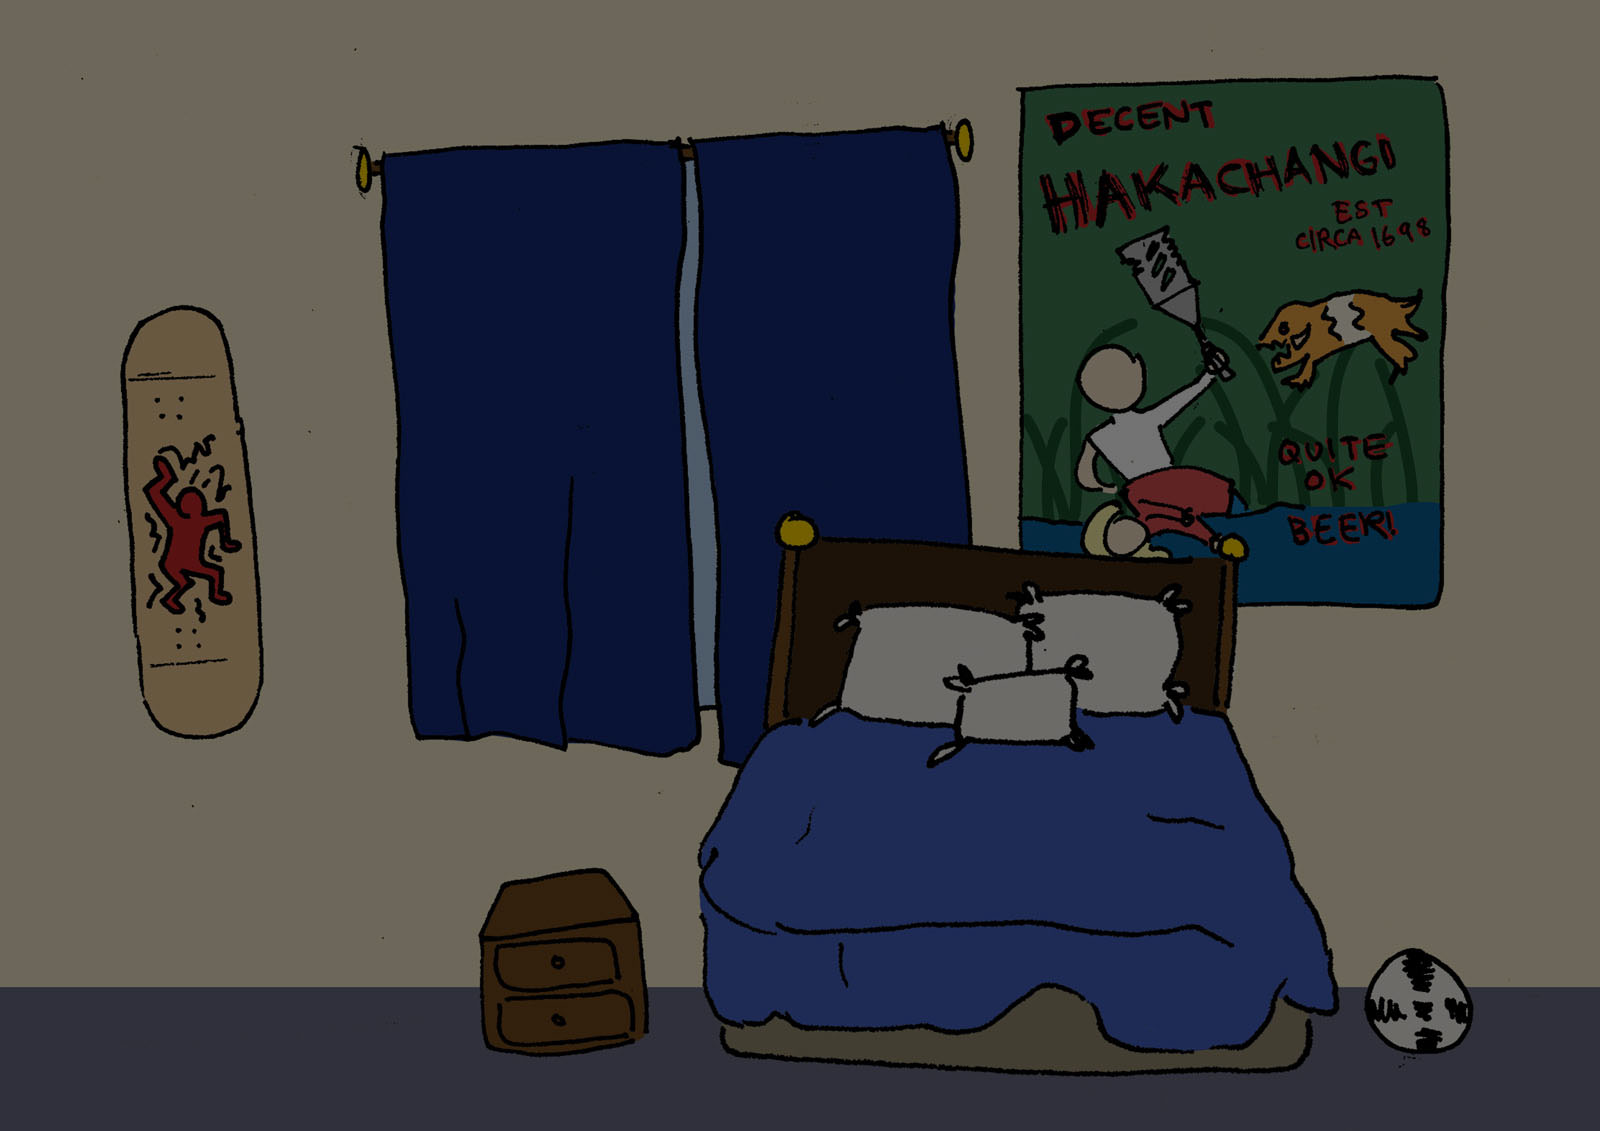 DECENT
HAKACHANGO
EST
CIRCA 1698
QUITE
OK
BEER!